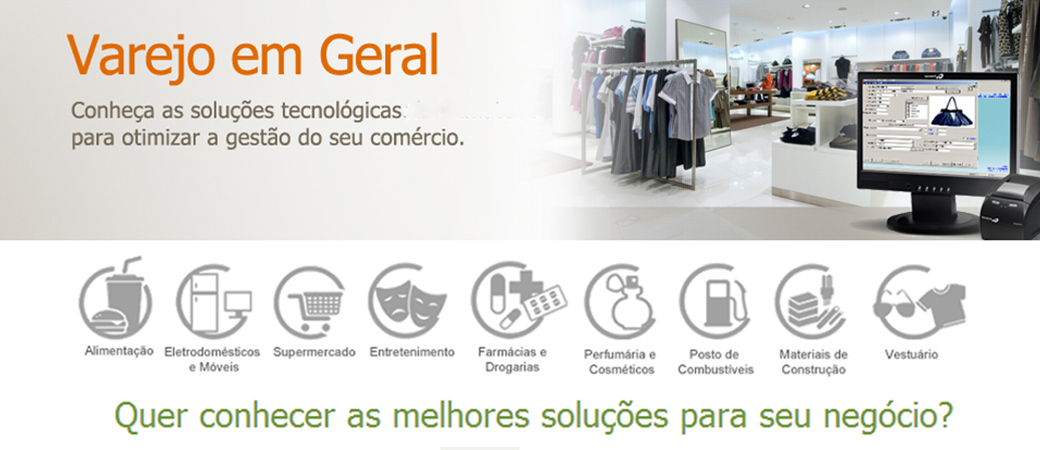 Varejo em Geral
Conheça as soluções tecnológicas
para otimizar a gestão do seu comércio.
Alimentação
Eletrodomésticos
e Móveis
Supermercado
Entretenimento
Farmácias e
Drogarias
Perfumária e
Cosméticos
Posto de
Combustíveis
Materiais de
Construção
Vestuário
Quer conhecer as melhores soluções para seu negócio?